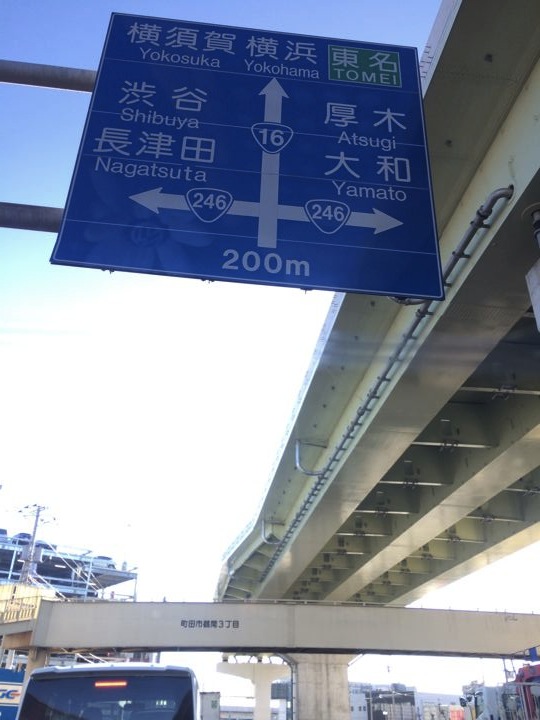 横須賀 横浜 東名
Yokosuka Yokohama TOMEI
渋谷
Shibuya
長津田
Nagatsuta
16
厚木
Atsugi
大和
Yamato
246
246
200m
町田市鶴間3丁目